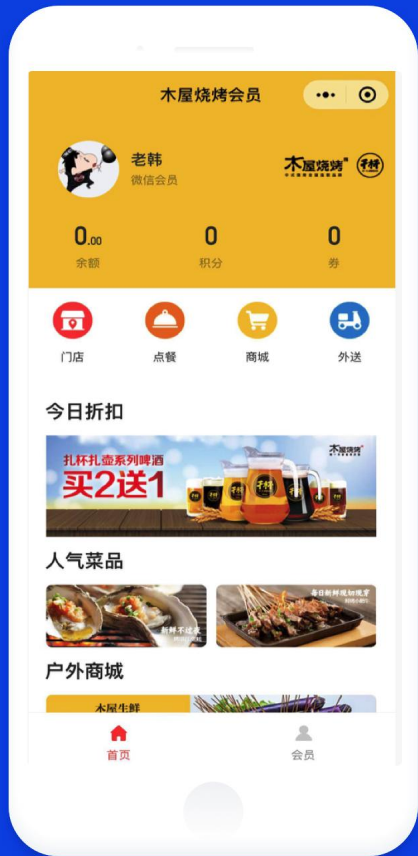 木屋烧烤会员
老韩
微信会员
木屋烧烤
0.00
0
0
余额
积分
券
门店
点餐
商城
外送
今日折扣
木屋烧烤
扎杯扎壶系列啤酒
买2送1
人气菜品
新鲜不过夜
每日新鲜现切现穿
户外商城
木屋生鲜
首页
会员